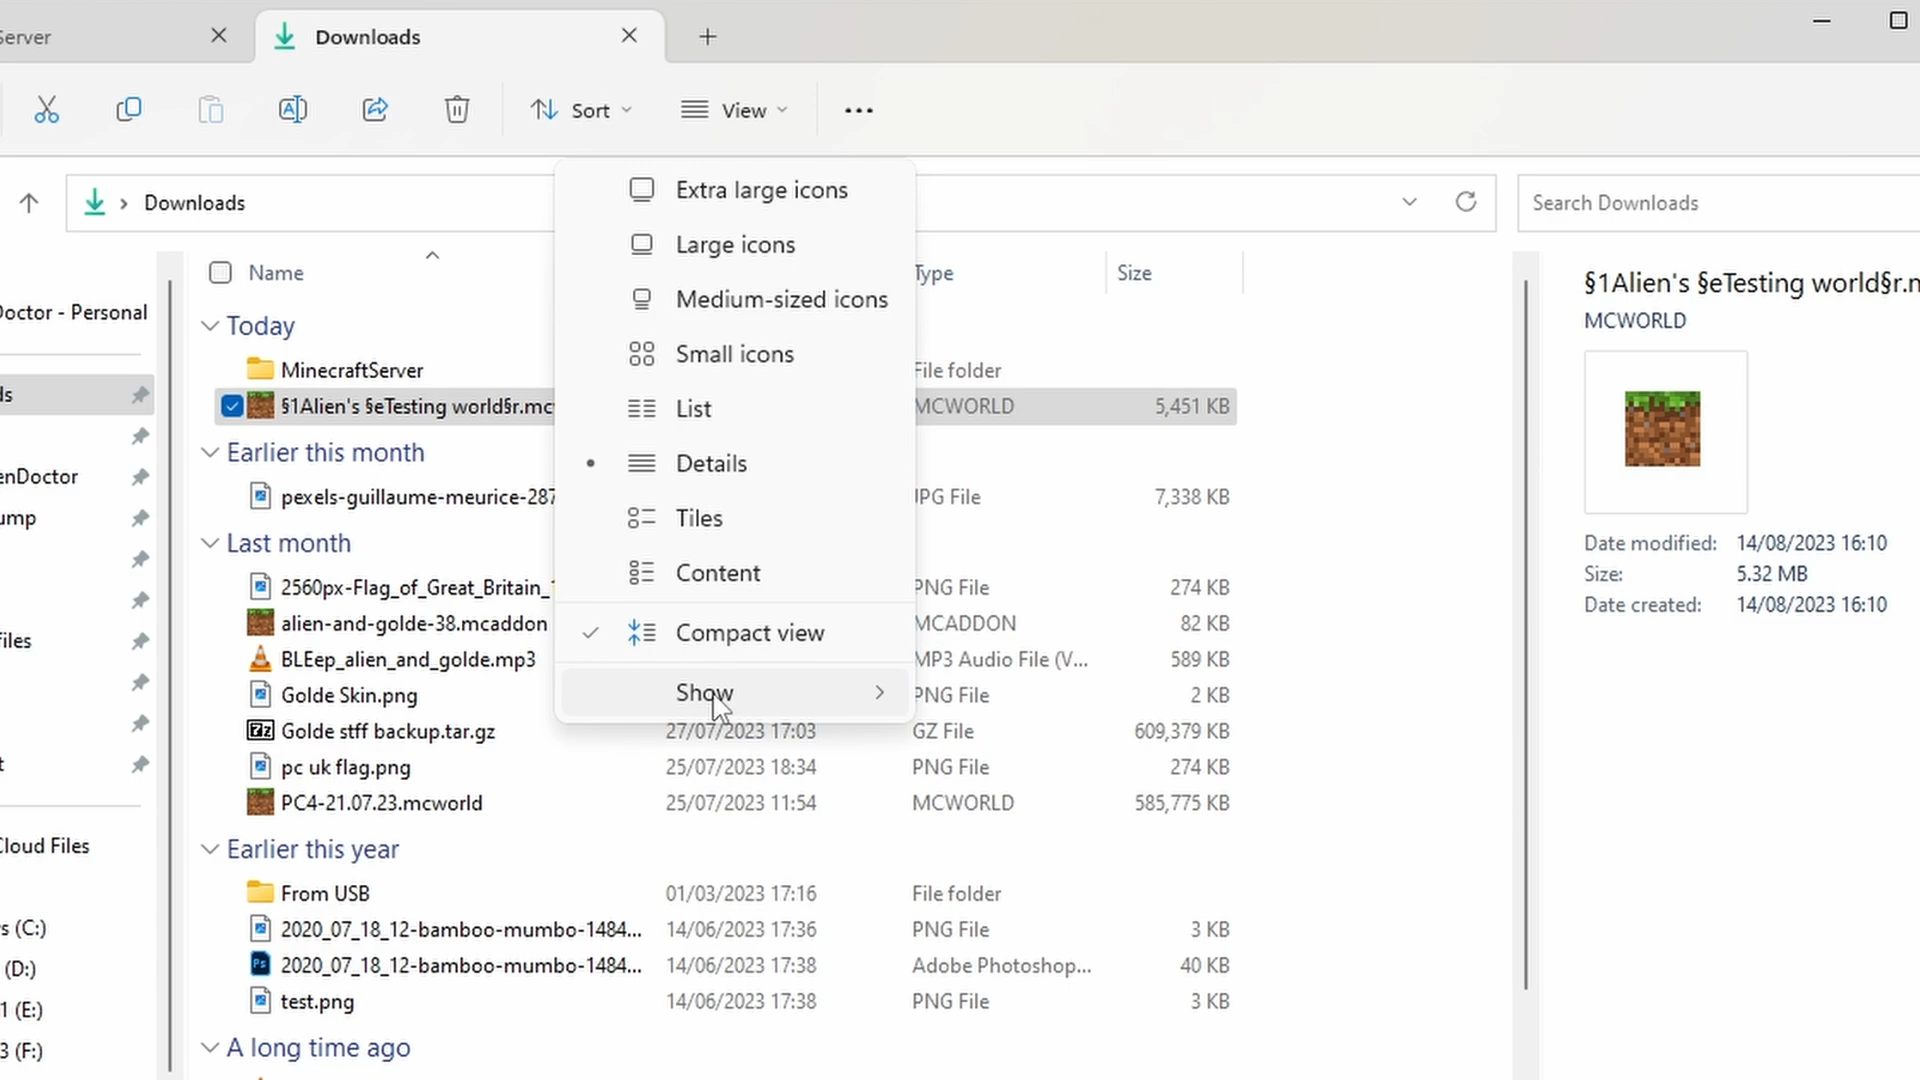 Server
Downloads
Sort
View
Downloads
Search Downloads
Doctor - Personal
ds
enDoctor
ump
files
t
Cloud Files
s (C:)
(D:)
1 (E:)
3 (F:)
Name
Type
Size
Today
MinecraftServer
File folder
§1Alien's §eTesting world§r.mc
MCWORLD
5,451 KB
Earlier this month
pexels-guillaume-meurice-287
JPG File
7,338 KB
Last month
2560px-Flag_of_Great_Britain_
PNG File
274 KB
alien-and-golde-38.mcaddon
MCADDON
82 KB
BLEep_alien_and_golde.mp3
MP3 Audio File (V...
589 KB
Golde Skin.png
PNG File
2 KB
Golde stff backup.tar.gz
27/07/2023 17:03
GZ File
609,379 KB
pc uk flag.png
25/07/2023 18:34
PNG File
274 KB
PC4-21.07.23.mcworld
25/07/2023 11:54
MCWORLD
585,775 KB
Earlier this year
From USB
01/03/2023 17:16
File folder
2020_07_18_12-bamboo-mumbo-1484...
14/06/2023 17:36
PNG File
3 KB
Ps
2020_07_18_12-bamboo-mumbo-1484...
14/06/2023 17:38
Adobe Photoshop...
40 KB
test.png
14/06/2023 17:38
PNG File
3 KB
A long time ago
Extra large icons
Large icons
Medium-sized icons
Small icons
List
Details
Tiles
Content
Compact view
Show
§1Alien's §eTesting world§r.m
MCWORLD
Date modified: 14/08/2023 16:10
Size: 5.32 MB
Date created: 14/08/2023 16:10